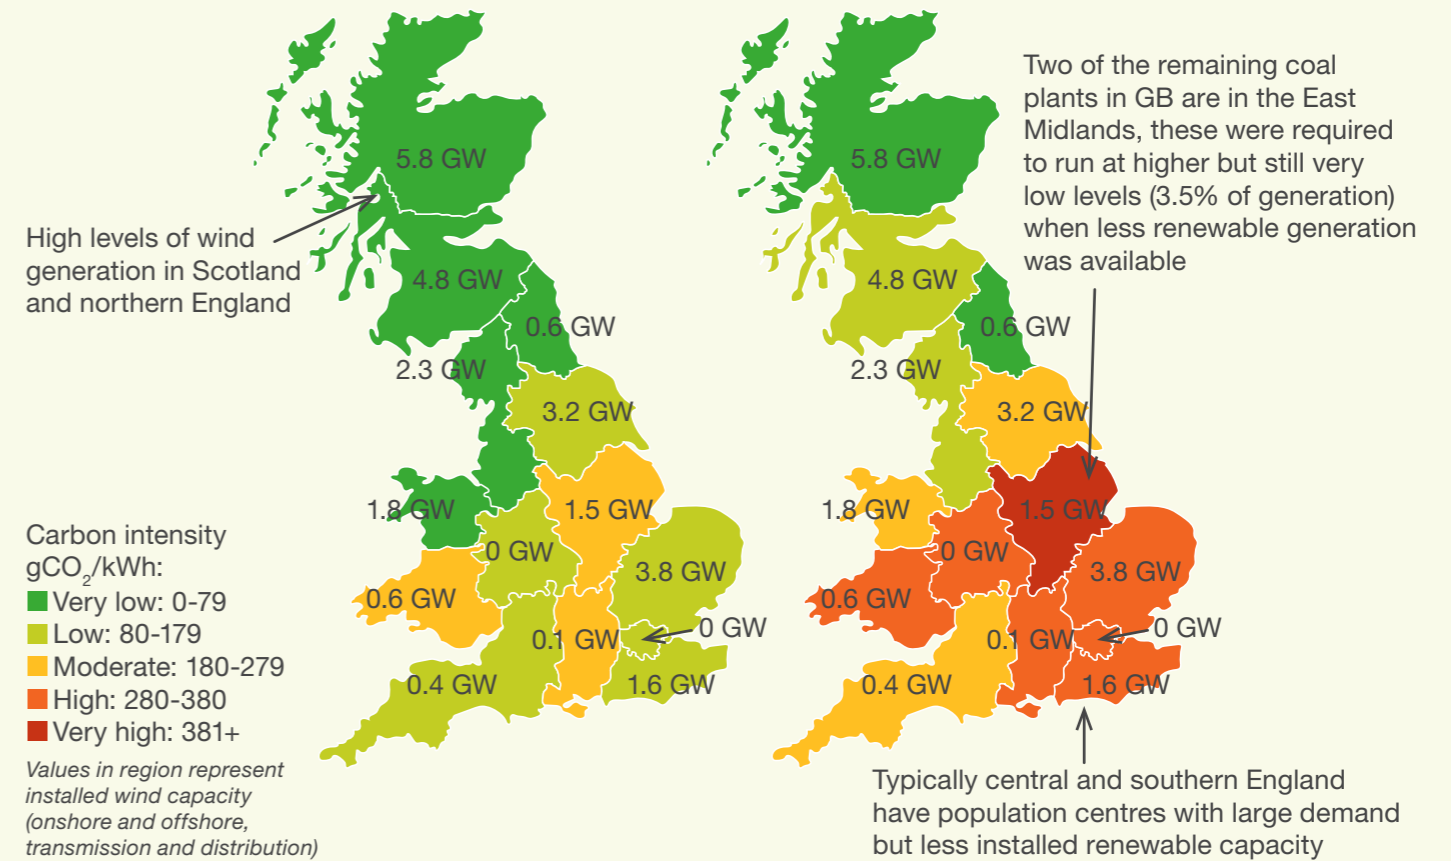 Two of the remaining coal
plants in GB are in the East
Midlands, these were required
to run at higher but still very
low levels (3.5% of generation)
when less renewable generation
was available
High levels of wind
generation in Scotland
and northern England
5.8 GW
4.8 GW
0.6 GW
2.3 GW
3.2 GW
1.8 GW
1.5 GW
0 GW
3.8 GW
0.6 GW
0 GW
0.1 GW
0.4 GW
1.6 GW
5.8 GW
4.8 GW
0.6 GW
2.3 GW
3.2 GW
1.8 GW
1.5 GW
0 GW
3.8 GW
0.6 GW
0 GW
0.1 GW
0.4 GW
1.6 GW
Carbon intensity
gCO₂/kWh:
Very low: 0-79
Low: 80-179
Moderate: 180-279
High: 280-380
Very high: 381+
Values in region represent
installed wind capacity
(onshore and offshore,
transmission and distribution)
Typically central and southern England
have population centres with large demand
but less installed renewable capacity